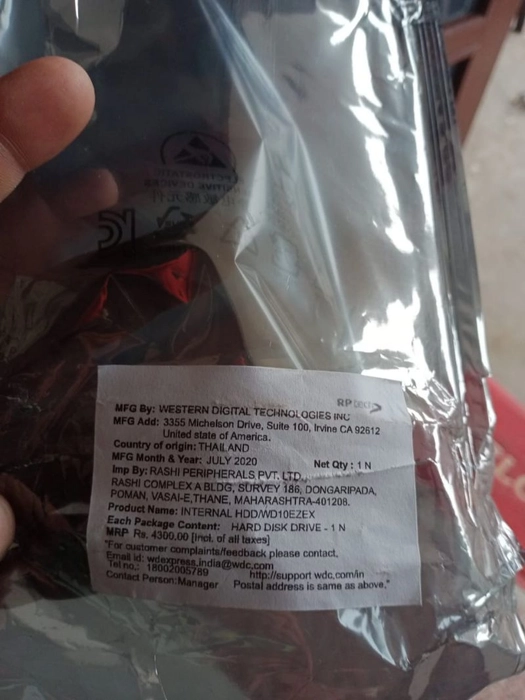 RP
MFG By: WESTERN DIGITAL TECHNOLOGIES INC
MFG Add: 3355 Michelson Drive, Suite 100, Irvine CA 92612
United state of America.
Country of origin: THAILAND
MFG Month & Year: JULY 2020 Net Qty : 1 N
Imp By: RASHI PERIPHERALS PVT. LTD.,
RASHI COMPLEX A BLDG, SURVEY 186, DONGARIPADA,
POMAN, VASAI-E,THANE, MAHARASHTRA-401208.
Product Name: INTERNAL HDD/WD10EZEX
Each Package Content: HARD DISK DRIVE - 1 N
MRP Rs. 4300.00 [Incl. of all taxes]
"For customer complaints/feedback please contact.
Email Id: wdexpress.india@wdc.com
Tel no.: 18002005789 http://support wdc.com/in
Contact Person:Manager Postal address is same as above."